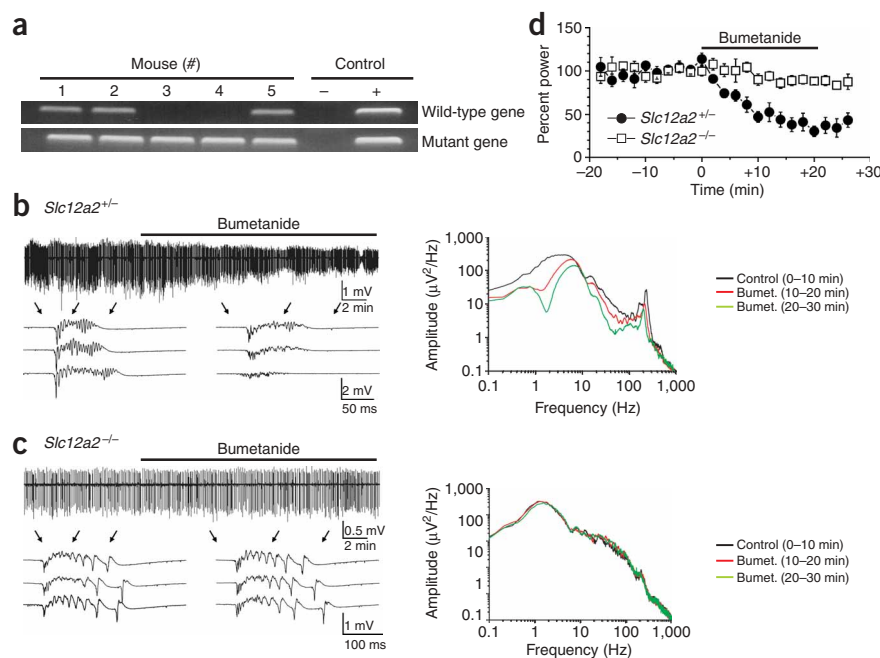 a
Mouse (#)
Control
1 2 3 4 5 – +
Wild-type gene
Mutant gene
b
Slc12a2+/–
Bumetanide
1 mV
2 min
2 mV
50 ms
1,000
100
10
1
0.1
0.1 1 10 100 1,000
Amplitude (μV2/Hz)
Frequency (Hz)
Control (0–10 min)
Bumet. (10–20 min)
Bumet. (20–30 min)
c
Slc12a2–/–
Bumetanide
0.5 mV
2 min
1 mV
100 ms
1,000
100
10
1
0.1
0.1 1 10 100 1,000
Amplitude (μV2/Hz)
Frequency (Hz)
Control (0–10 min)
Bumet. (10–20 min)
Bumet. (20–30 min)
d
Bumetanide
150
100
50
0
Percent power
Slc12a2+/–
Slc12a2–/–
–20 –10 0 +10 +20 +30
Time (min)